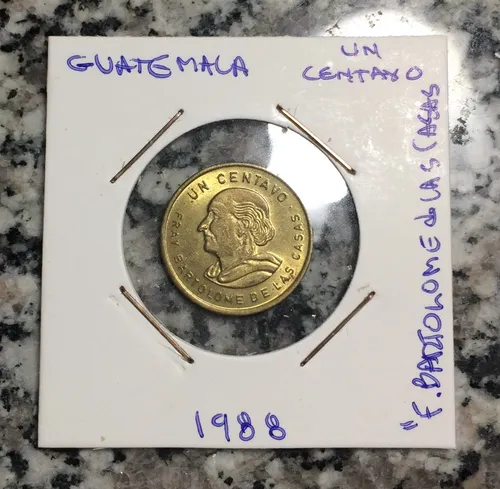 GUATEMALA
UN
CENTAVO
"F. BARTOLOME de LAS CASAS
UN CENTAVO
FRAY BARTOLOME DE LAS CASAS
1988